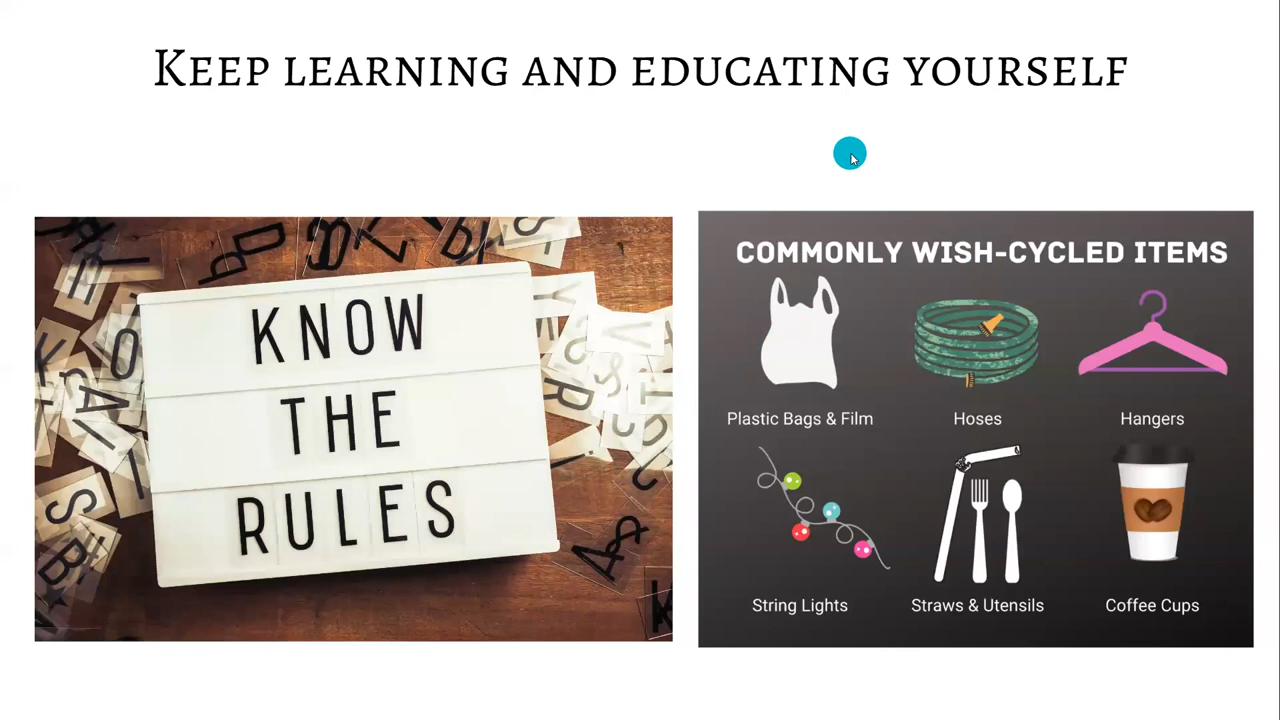 Keep learning and educating yourself
KNOW
THE
RULES
COMMONLY WISH-CYCLED ITEMS
Plastic Bags & Film
Hoses
Hangers
String Lights
Straws & Utensils
Coffee Cups